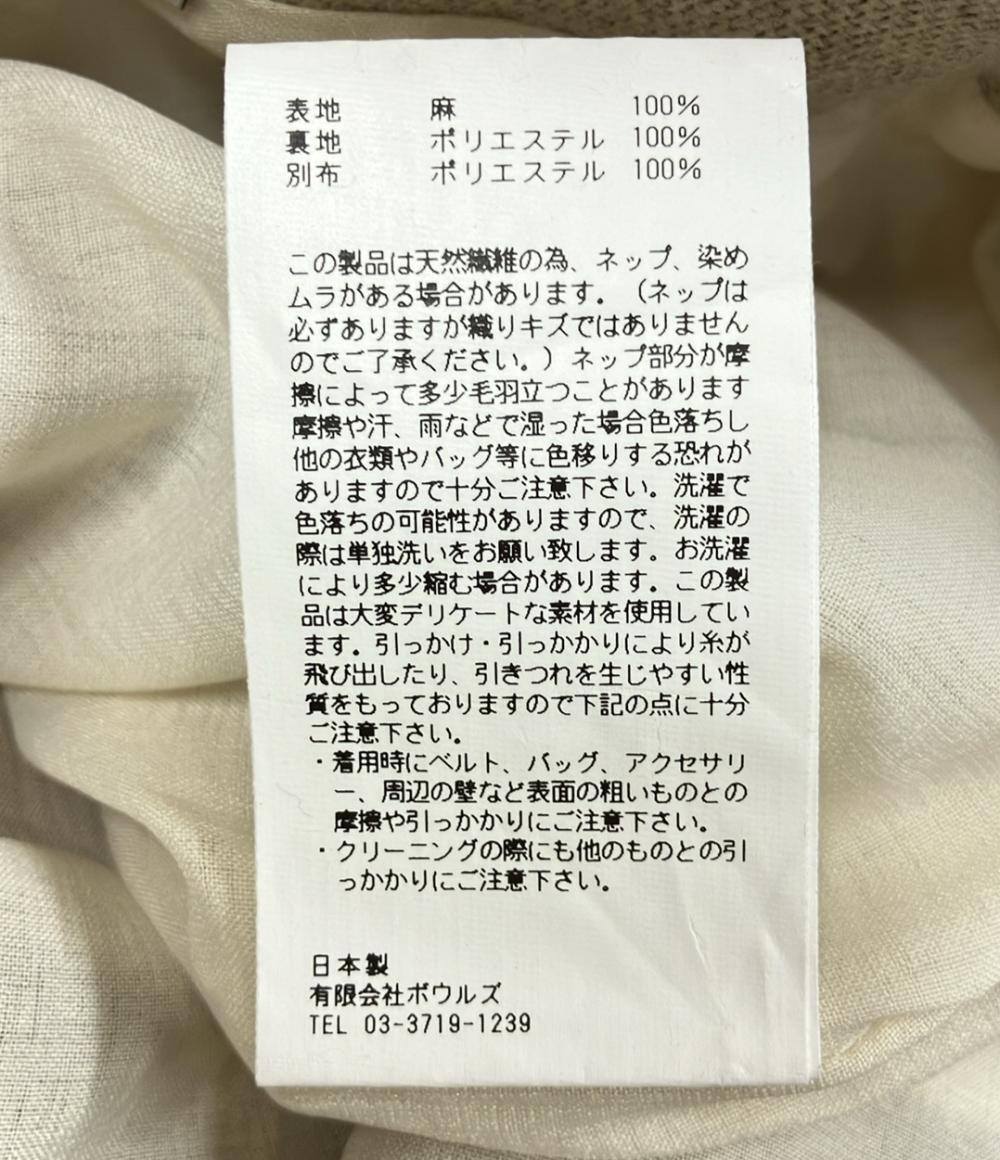 表地 麻 100%
裏地 ポリエステル 100%
別布 ポリエステル 100%
この製品は天然繊維の為、ネップ、染め
ムラがある場合があります。（ネップは
必ずありますが織りキズではありません
のでご了承ください。）ネップ部分が摩
擦によって多少毛羽立つことがあります
摩擦や汗、雨などで湿った場合色落ちし
他の衣類やバッグ等に色移りする恐れが
ありますので十分ご注意下さい。洗濯で
色落ちの可能性がありますので、洗濯の
際は単独洗いをお願い致します。お洗濯
により多少縮む場合があります。この製
品は大変デリケートな素材を使用してい
ます。引っかけ・引っかかりにより糸が
飛び出したり、引きつれを生じやすい性
質をもっておりますので下記の点に十分
ご注意下さい。
・着用時にベルト、バッグ、アクセサリ
ー、周辺の壁など表面の粗いものとの
摩擦や引っかかりにご注意下さい。
・クリーニングの際にも他のものとの引
っかかりにご注意下さい。
日本製
有限会社ボウルズ
TEL 03-3719-1239